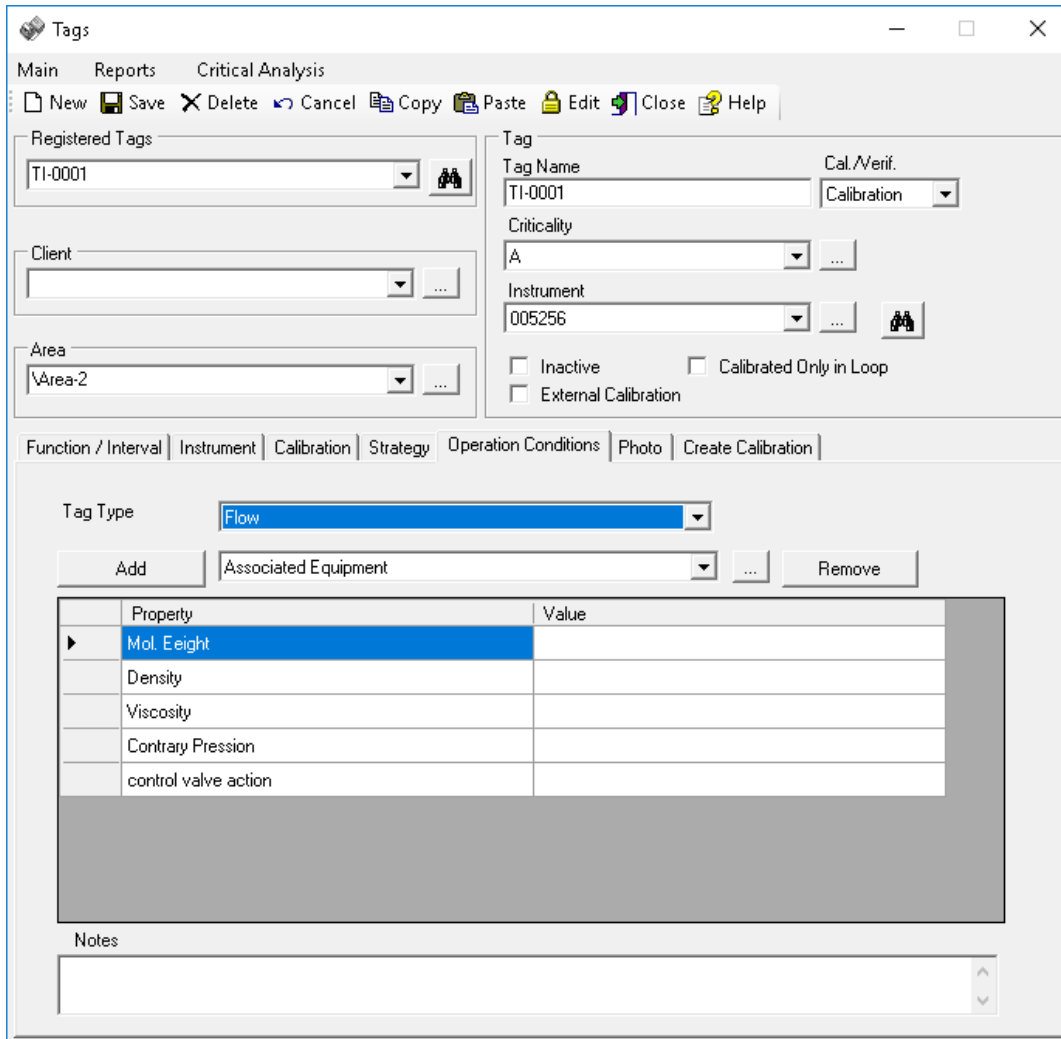 Tags
Main Reports Critical Analysis
New Save Delete Cancel Copy Paste Edit Close Help
Registered Tags
TI-0001
Client
...
Area
\Area-2
...
Tag
Tag Name Cal./Verif.
TI-0001 Calibration
Criticality
A ...
Instrument
005256 ...
Inactive Calibrated Only in Loop
External Calibration
Function / Interval Instrument Calibration Strategy Operation Conditions Photo Create Calibration
Tag Type Flow
Add Associated Equipment ... Remove
Property Value
Mol. Eeight
Density
Viscosity
Contrary Pression
control valve action
Notes